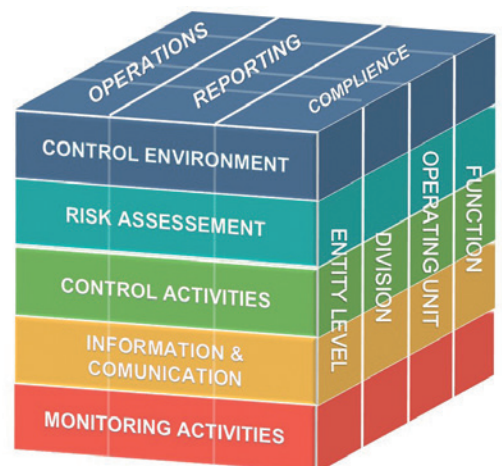 OPERATIONS
REPORTING
COMPLIENCE
CONTROL ENVIRONMENT
RISK ASSESSEMENT
CONTROL ACTIVITIES
INFORMATION &
COMUNICATION
MONITORING ACTIVITIES
ENTITY LEVEL
DIVISION
OPERATING UNIT
FUNCTION